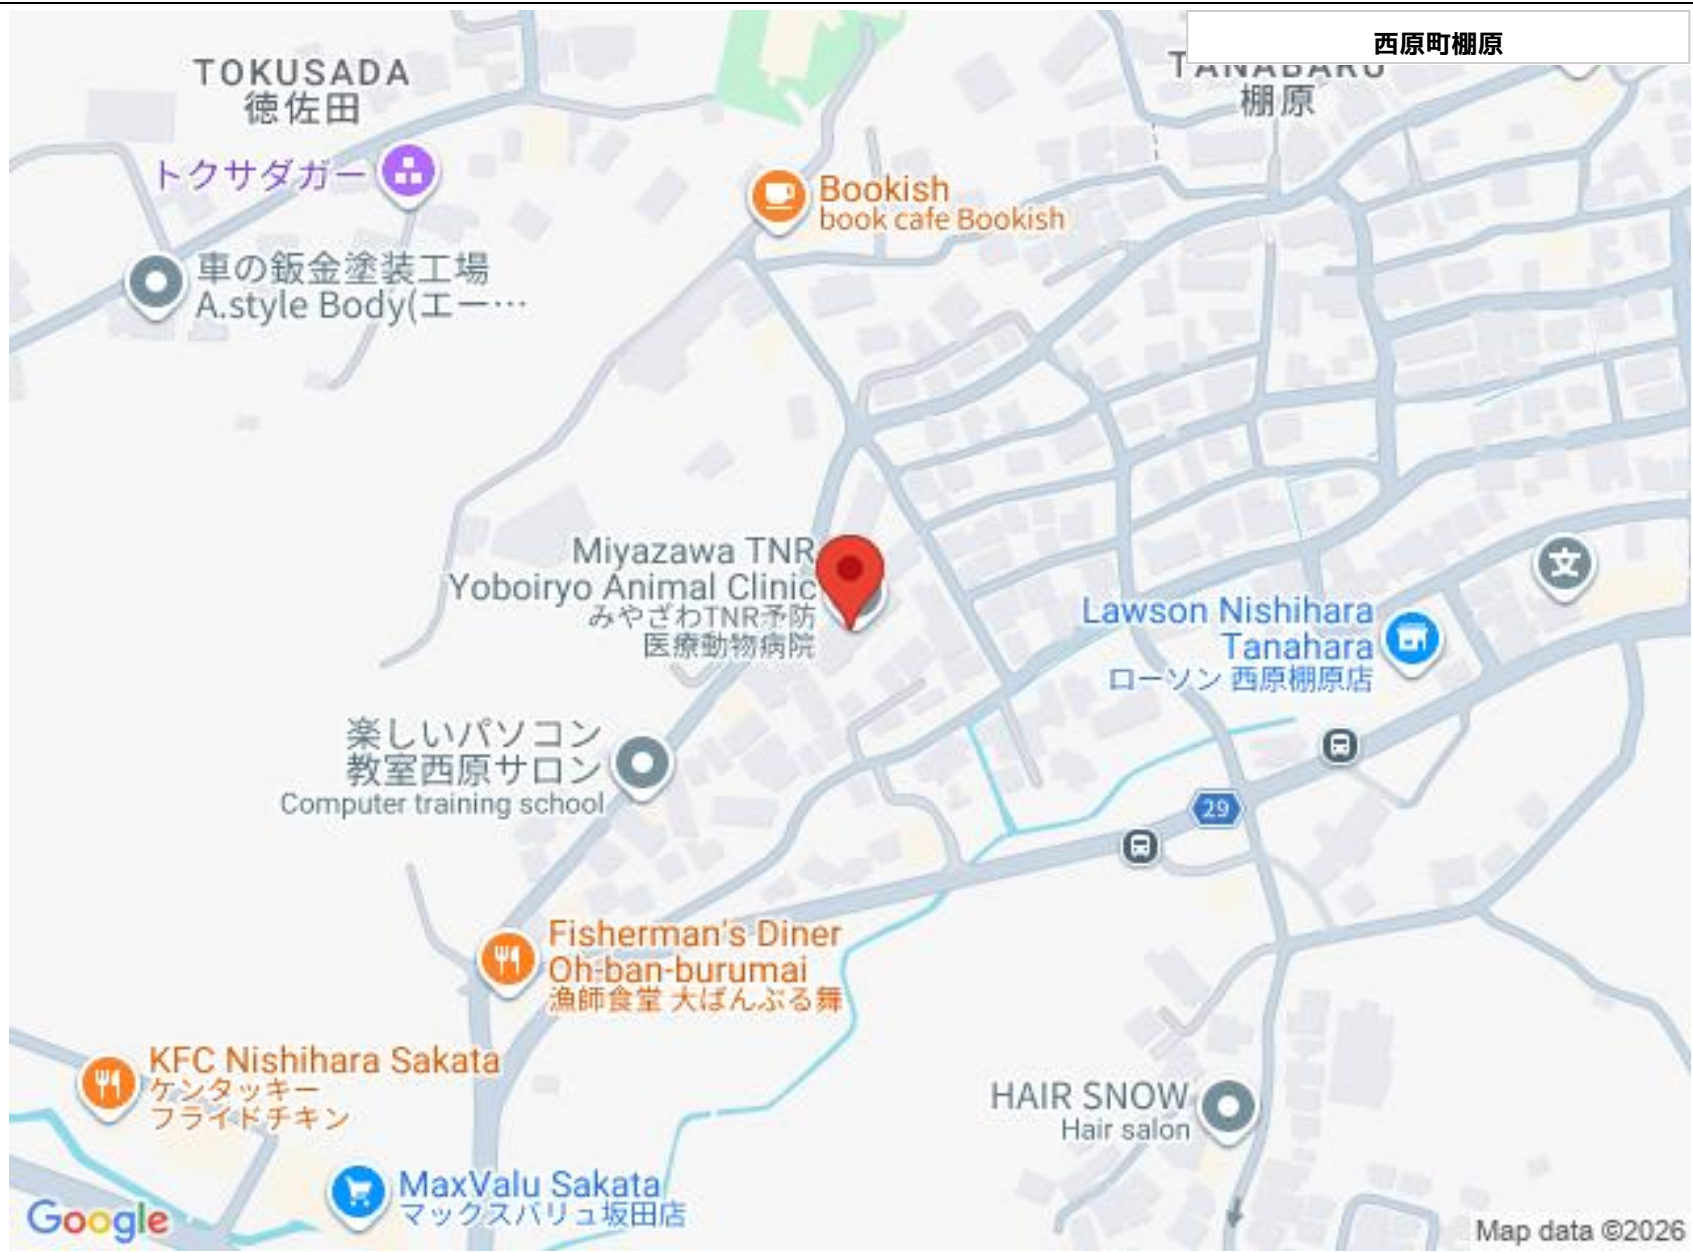 西原町棚原
TOKUSADA
徳佐田
TANABARU
棚原
トクサダガー
Bookish
book cafe Bookish
車の鈑金塗装工場
A.style Body(エー…
Miyazawa TNR
Yoboiryo Animal Clinic
みやざわTNR予防
医療動物病院
Lawson Nishihara
Tanahara
ローソン 西原棚原店
文
楽しいパソコン
教室西原サロン
Computer training school
29
Fisherman's Diner
Oh-ban-burumai
漁師食堂 大ばんぶる舞
KFC Nishihara Sakata
ケンタッキー
フライドチキン
HAIR SNOW
Hair salon
MaxValu Sakata
マックスバリュ坂田店
Google
Map data ©2026